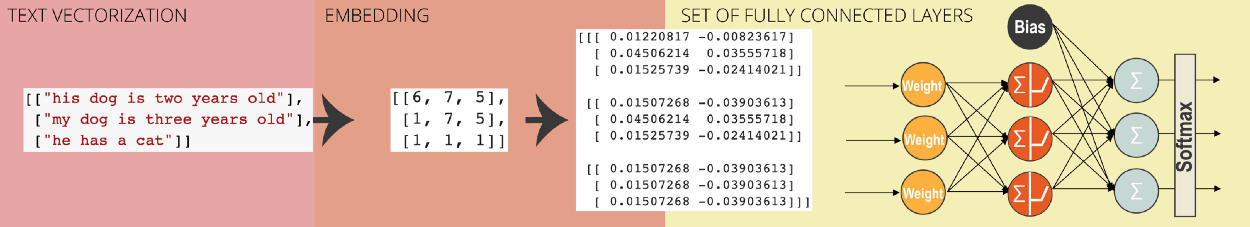 TEXT VECTORIZATION
EMBEDDING
SET OF FULLY CONNECTED LAYERS
[["his dog is two years old"],
["my dog is three years old"],
["he has a cat"]]
[[6, 7, 5],
[1, 7, 5],
[1, 1, 1]]
[[[ 0.01220817 -0.00823617]
[ 0.04506214 0.03555718]
[ 0.01525739 -0.02414021]]
[[ 0.01507268 -0.03903613]
[ 0.04506214 0.03555718]
[ 0.01525739 -0.02414021]]
[[ 0.01507268 -0.03903613]
[ 0.01507268 -0.03903613]
[ 0.01507268 -0.03903613]]]
Bias
Weight
Σ
Σ
Weight
Σ
Σ
Weight
Σ
Σ
Softmax